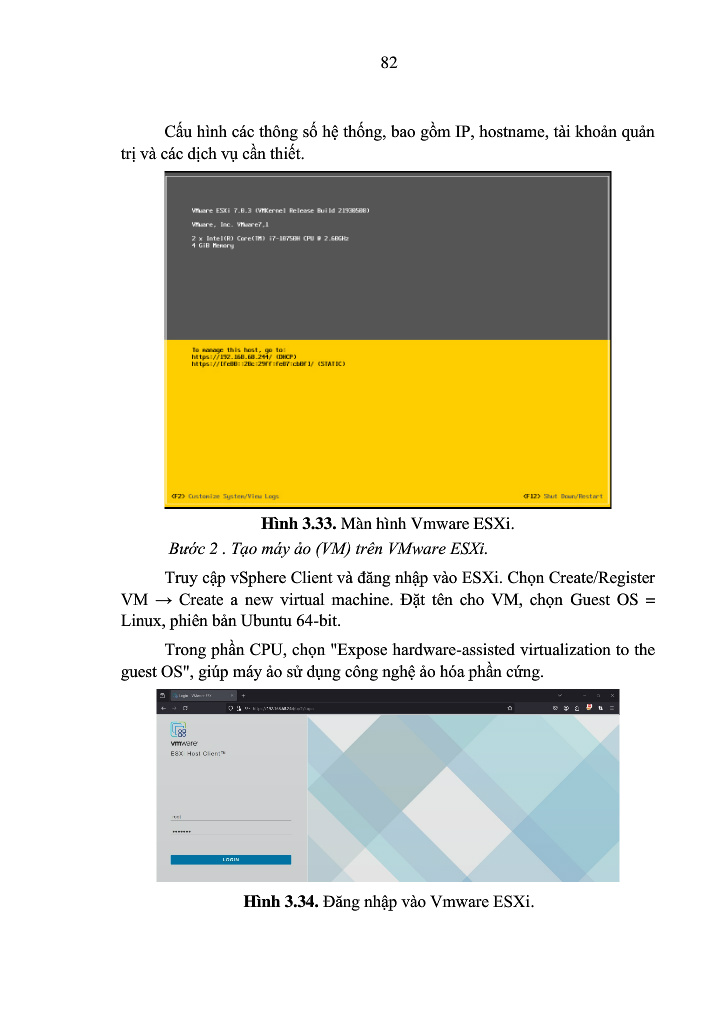 82
Cấu hình các thông số hệ thống, bao gồm IP, hostname, tài khoản quản
trị và các dịch vụ cần thiết.
VMware ESXi 7.0.3 (VMKernel Release Build 21930508)
VMware, Inc. VMware7,1
2 x Intel(R) Core(TM) i7-10750H CPU @ 2.60GHz
4 GiB Memory
To manage this host, go to:
https://192.168.68.244/ (DHCP)
(STATIC)
<F2> Customize System/View Logs
<F12> Shut Down/Restart
Hình 3.33. Màn hình Vmware ESXi.
Bước 2 . Tạo máy ảo (VM) trên VMware ESXi.
Truy cập vSphere Client và đăng nhập vào ESXi. Chọn Create/Register
VM → Create a new virtual machine. Đặt tên cho VM, chọn Guest OS =
Linux, phiên bản Ubuntu 64-bit.
Trong phần CPU, chọn "Expose hardware-assisted virtualization to the
guest OS", giúp máy ảo sử dụng công nghệ ảo hóa phần cứng.
vmware
ESXi Host Client™
root
LOGIN
Hình 3.34. Đăng nhập vào Vmware ESXi.